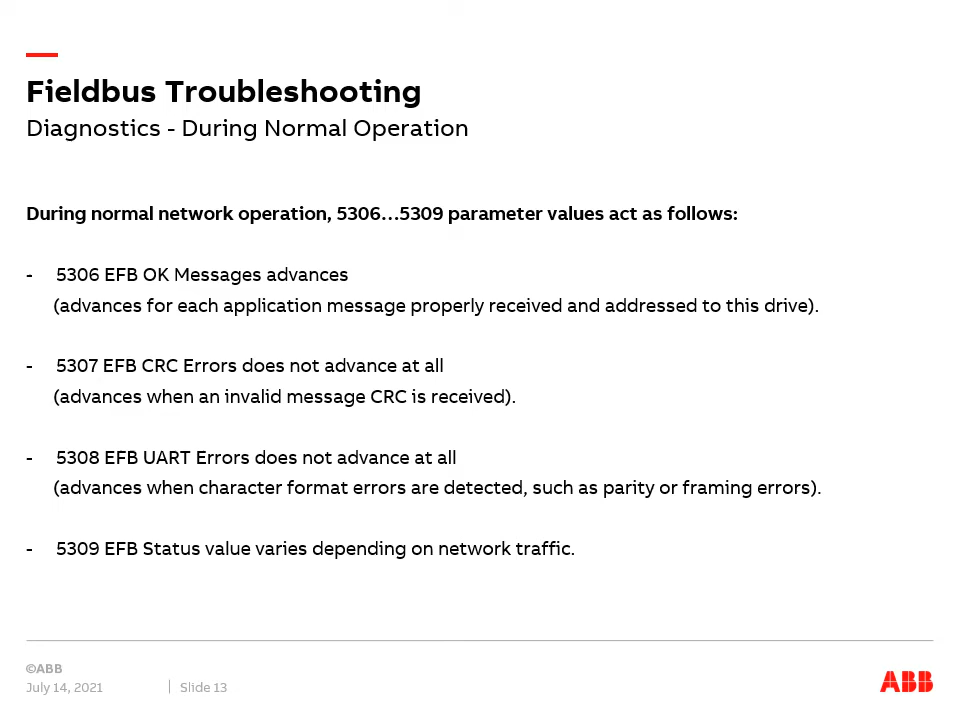 Fieldbus Troubleshooting
Diagnostics - During Normal Operation
During normal network operation, 5306...5309 parameter values act as follows:
- 5306 EFB OK Messages advances
(advances for each application message properly received and addressed to this drive).
- 5307 EFB CRC Errors does not advance at all
(advances when an invalid message CRC is received).
- 5308 EFB UART Errors does not advance at all
(advances when character format errors are detected, such as parity or framing errors).
- 5309 EFB Status value varies depending on network traffic.
©ABB
July 14, 2021 | Slide 13
ABB